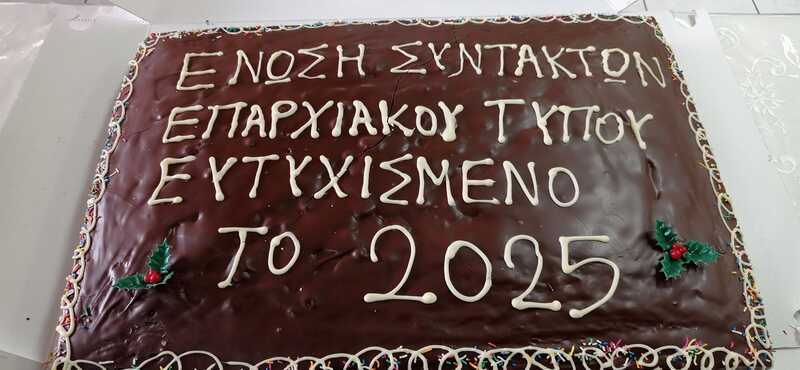 ΕΝΩΣΗ ΣΥΝΤΑΚΤΩΝ
ΕΠΑΡΧΙΑΚΟΥ ΤΥΠΟΥ
ΕΥΤΥΧΙΣΜΕΝΟ
ΤΟ 2025